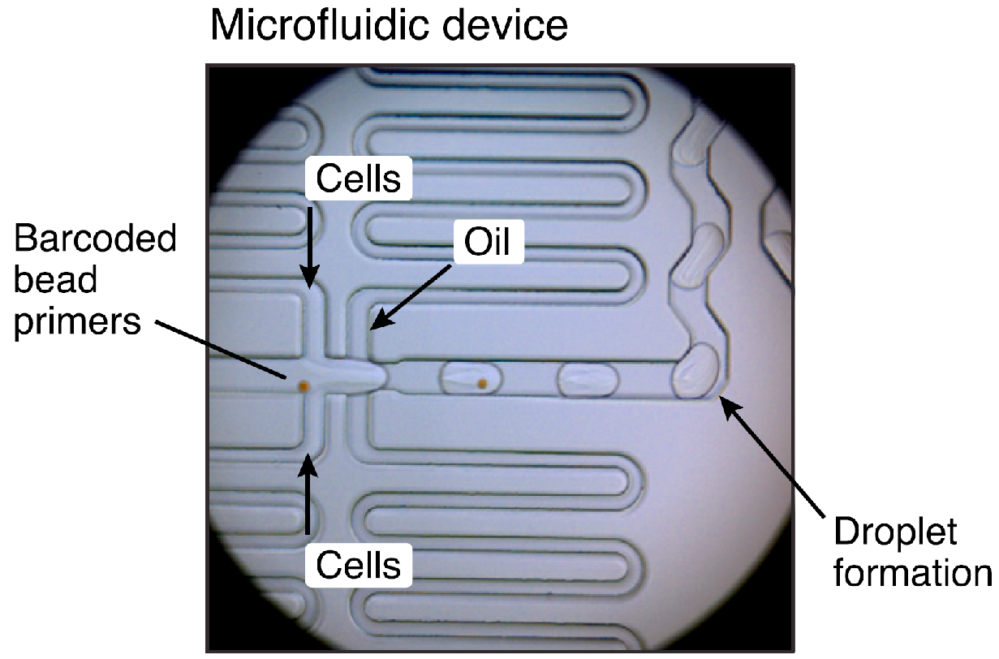 Microfluidic device
Cells
Oil
Barcoded
bead
primers
Cells
Droplet
formation